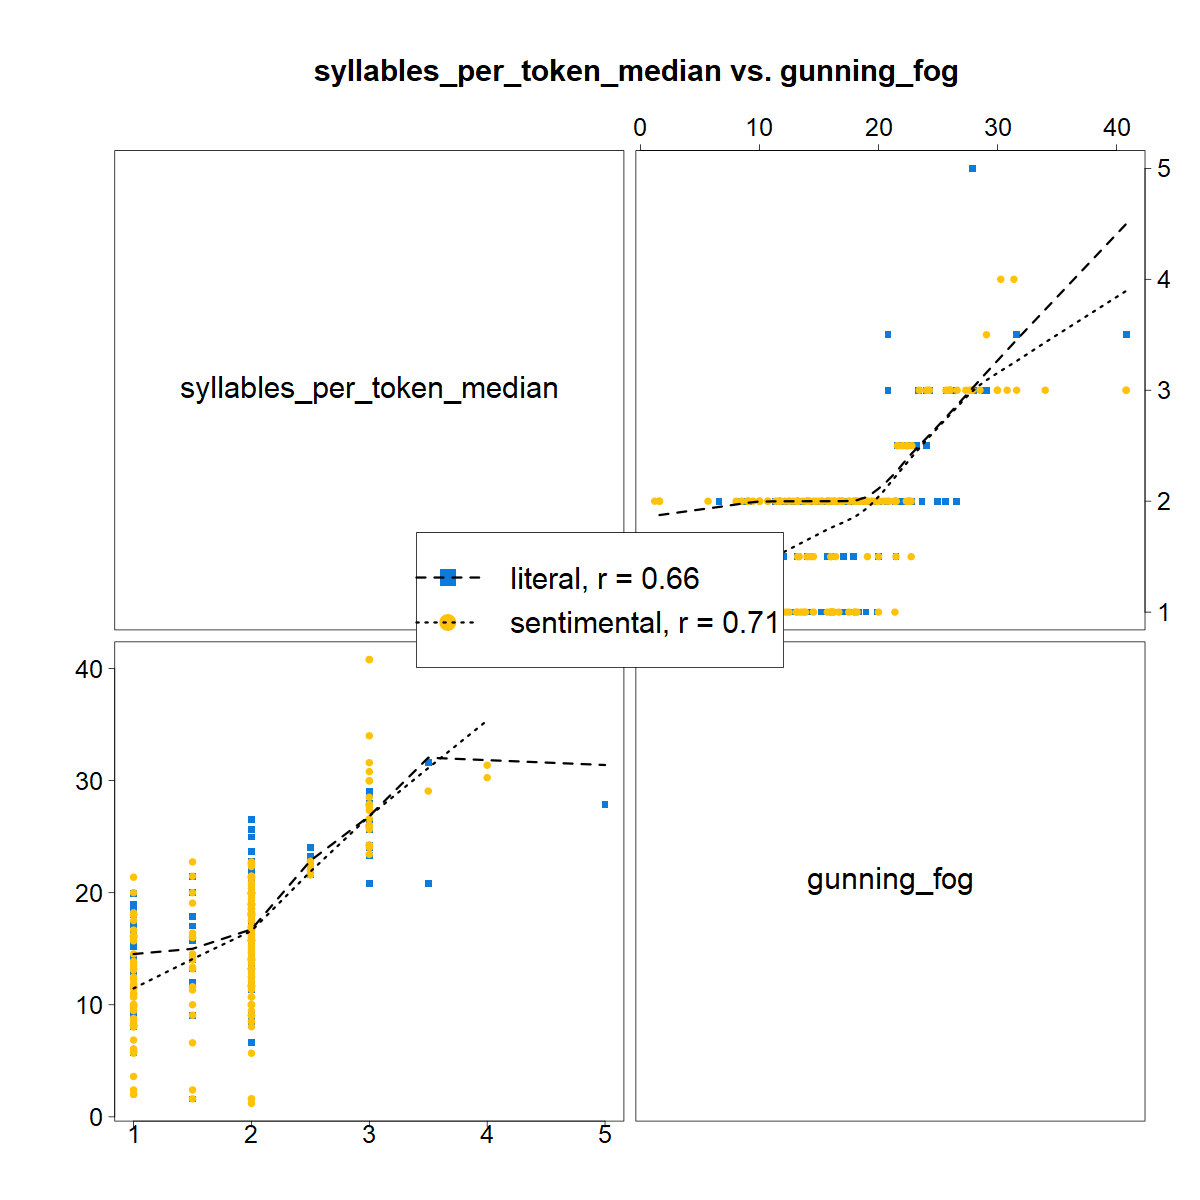 syllables_per_token_median vs. gunning_fog
0 10 20 30 40
5
4
3
2
1
syllables_per_token_median
literal, r = 0.66
sentimental, r = 0.71
40
30
20
10
0
gunning_fog
1 2 3 4 5